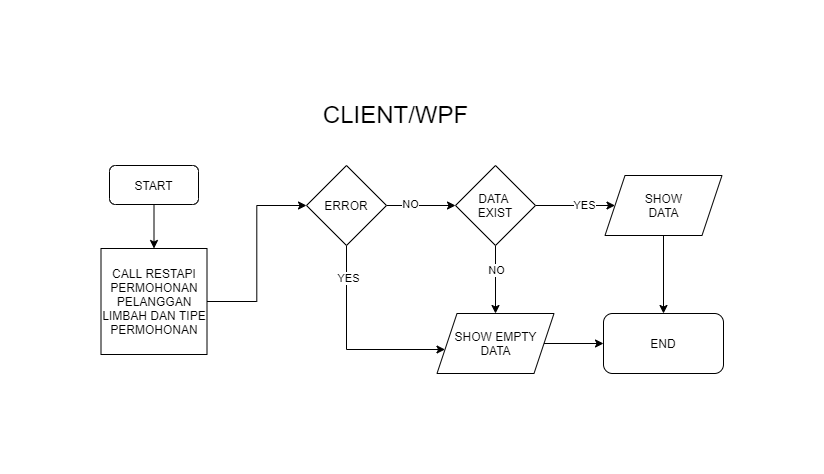 CLIENT/WPF
START
CALL RESTAPI
PERMOHONAN
PELANGGAN
LIMBAH DAN TIPE
PERMOHONAN
ERROR
NO
DATA
EXIST
YES
SHOW
DATA
YES
NO
SHOW EMPTY
DATA
END